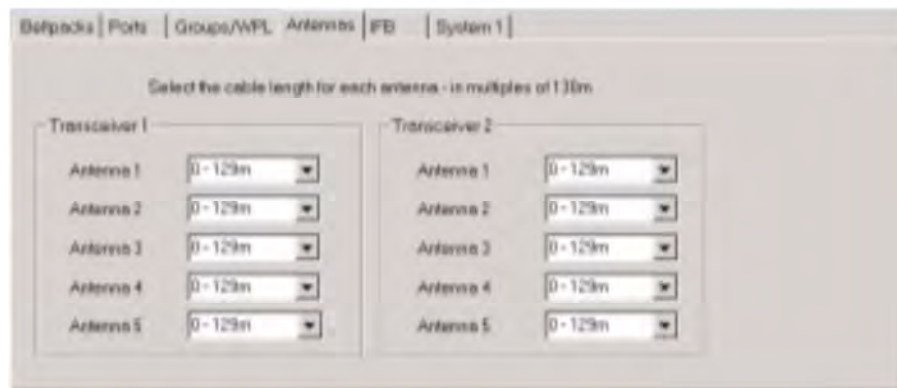 Beltpacks Ports Groups/WPL Antennas IFB System 1
Select the cable length for each antenna - in multiples of 130m
Transceiver 1
Antenna 1 0 - 129m
Antenna 2 0 - 129m
Antenna 3 0 - 129m
Antenna 4 0 - 129m
Antenna 5 0 - 129m
Transceiver 2
Antenna 1 0 - 129m
Antenna 2 0 - 129m
Antenna 3 0 - 129m
Antenna 4 0 - 129m
Antenna 5 0 - 129m